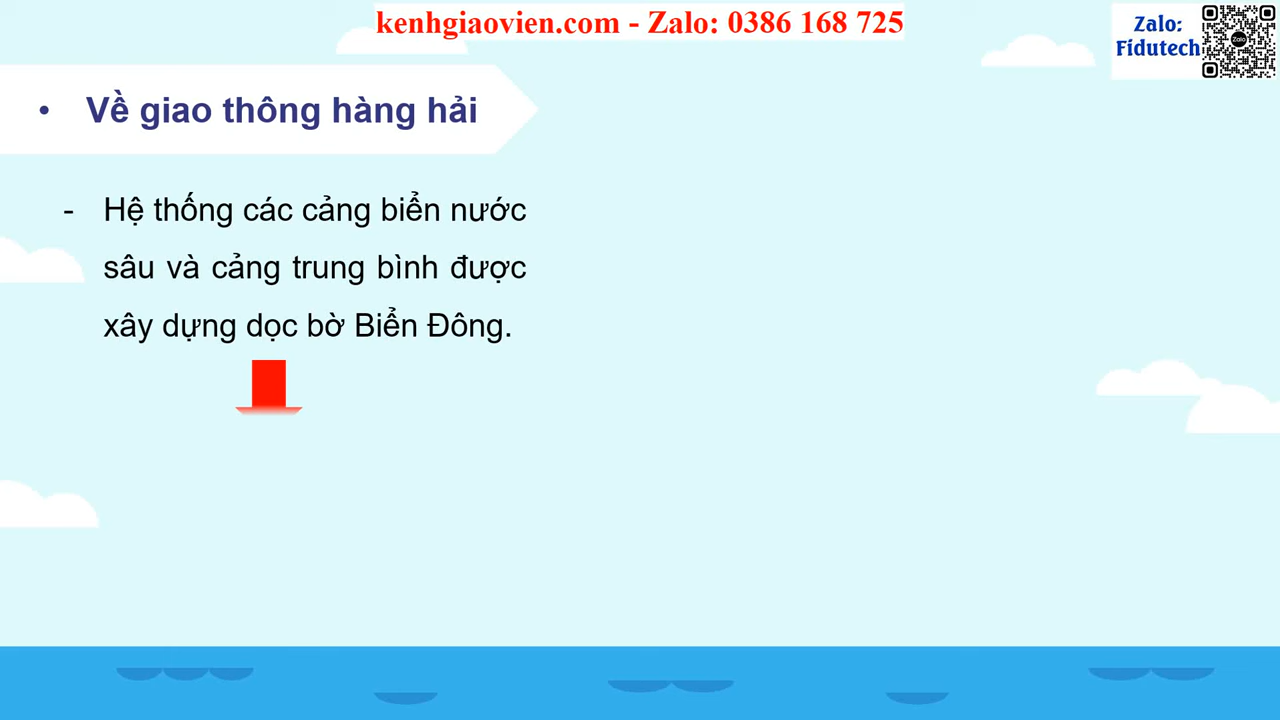 kenhgiaovien.com - Zalo: 0386 168 725
Zalo:
Fidutech
Zalo
• Về giao thông hàng hải
- Hệ thống các cảng biển nước
sâu và cảng trung bình được
xây dựng dọc bờ Biển Đông.